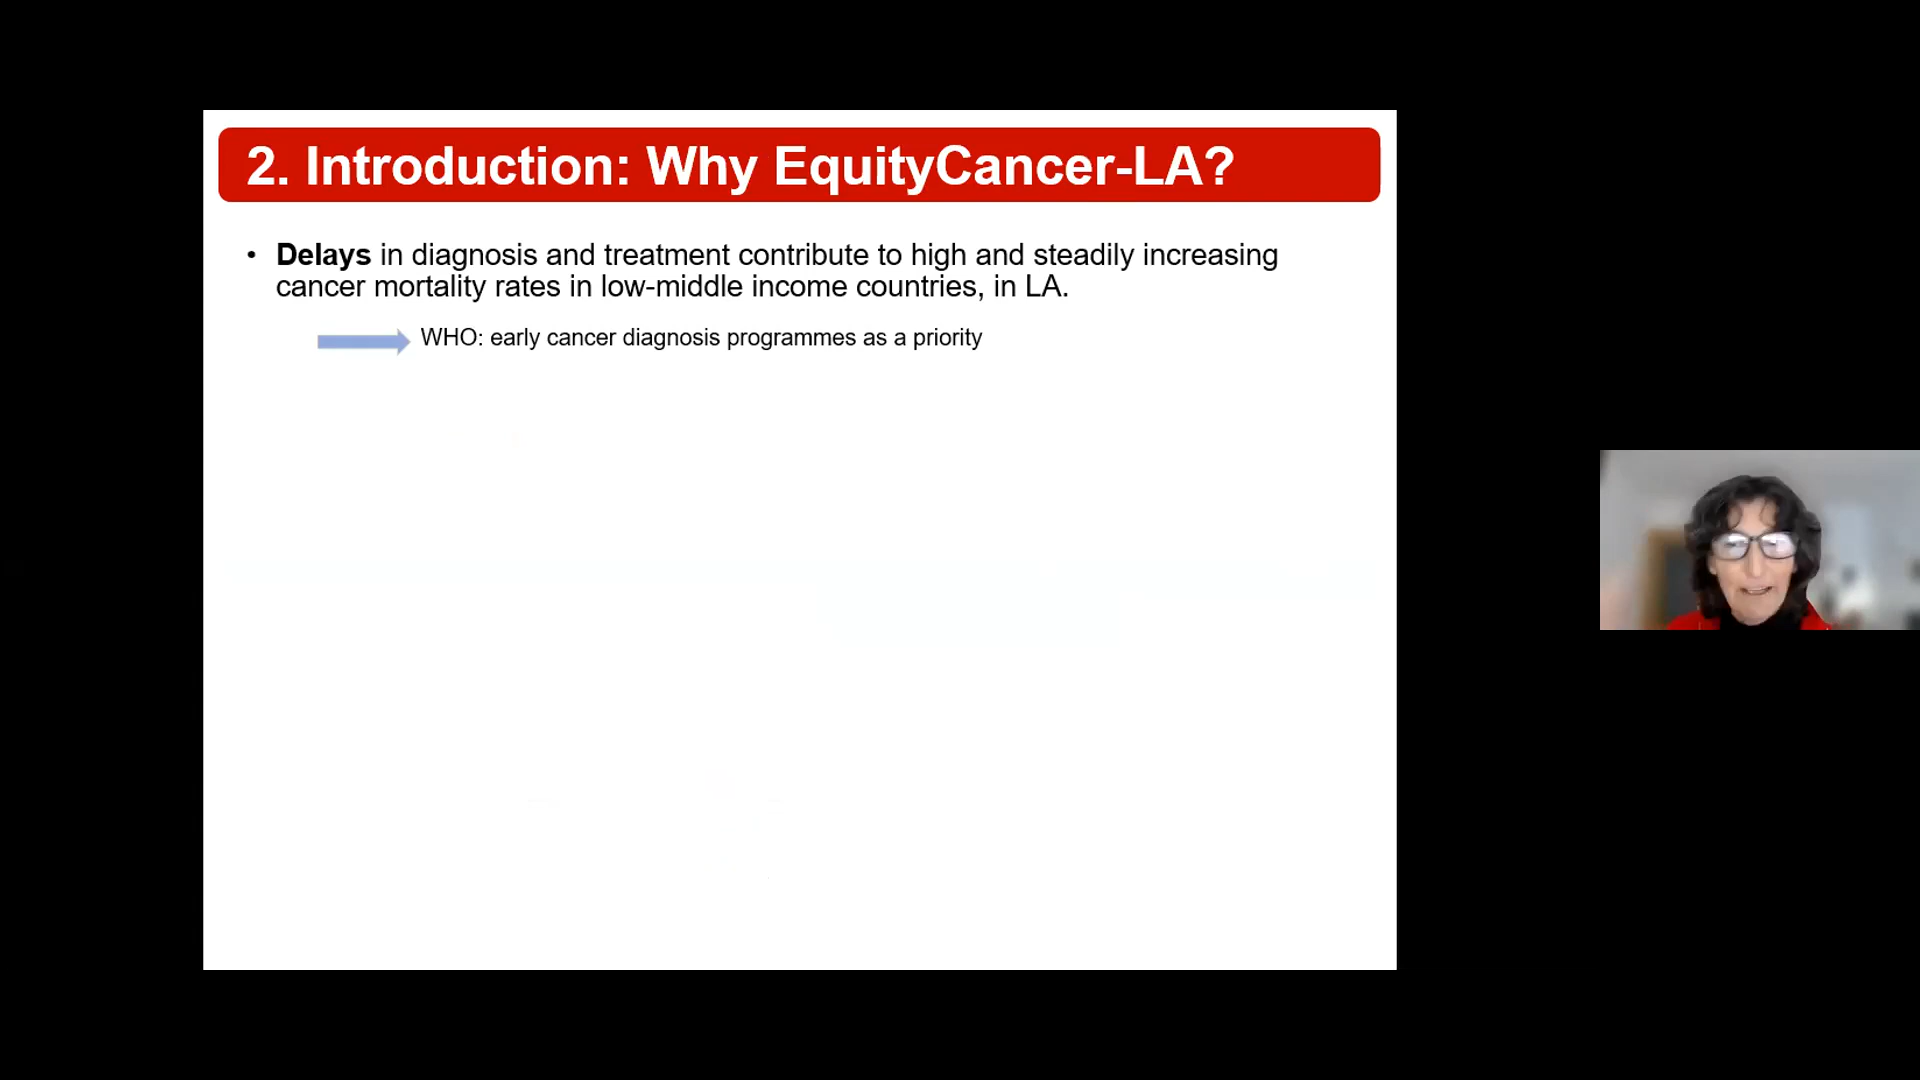 2. Introduction: Why EquityCancer-LA?
• Delays in diagnosis and treatment contribute to high and steadily increasing
cancer mortality rates in low-middle income countries, in LA.
WHO: early cancer diagnosis programmes as a priority